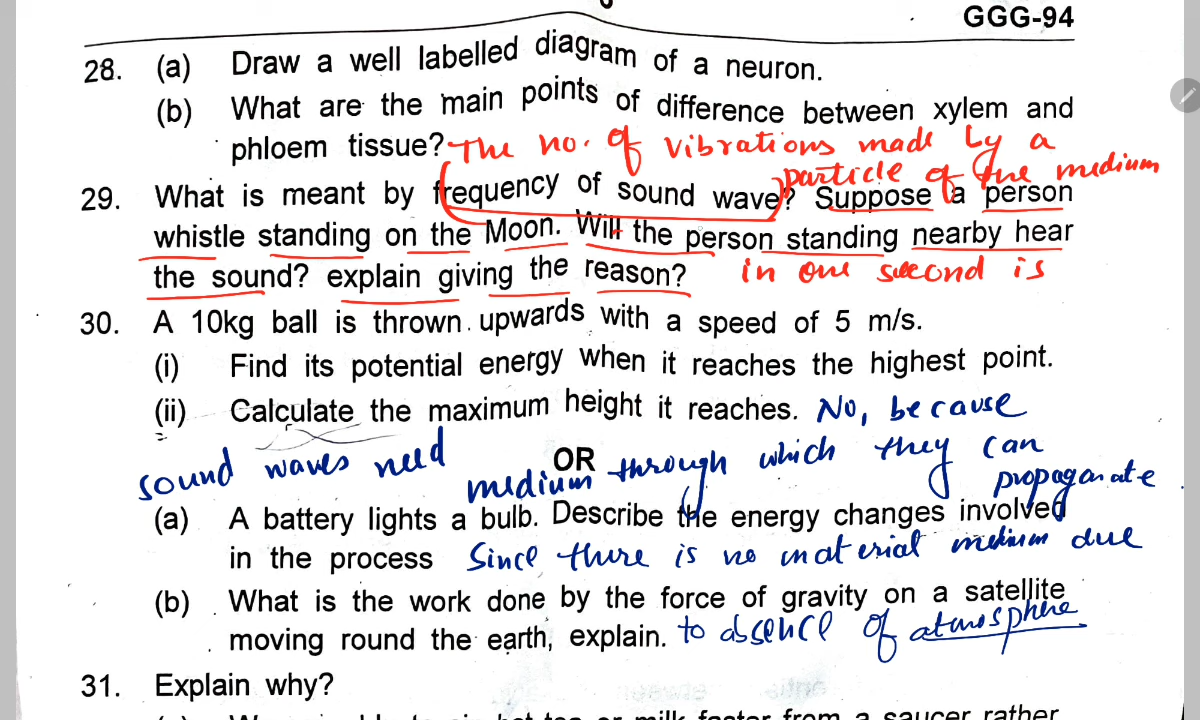 GGG-94
28. (a) Draw a well labelled diagram of a neuron.
(b) What are the main points of difference between xylem and
phloem tissue? The no. of vibrations made by a
particle of the medium
29. What is meant by frequency of sound wave? Suppose a person
whistle standing on the Moon. Will the person standing nearby hear
the sound? explain giving the reason? in one second is
30. A 10kg ball is thrown upwards with a speed of 5 m/s.
(i) Find its potential energy when it reaches the highest point.
(ii) Calculate the maximum height it reaches. No, because
sound waves need
OR
medium through which they can
propaganate
(a) A battery lights a bulb. Describe the energy changes involved
in the process Since there is no material medium due
(b) What is the work done by the force of gravity on a satellite
moving round the earth, explain. to absence of atmosphere
31. Explain why?
milk faster from a saucer rather